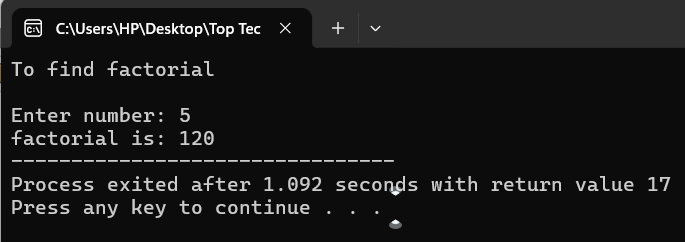 C:\Users\HP\Desktop\Top Tec
To find factorial
Enter number: 5
factorial is: 120
--------------------------------
Process exited after 1.092 seconds with return value 17
Press any key to continue . . .